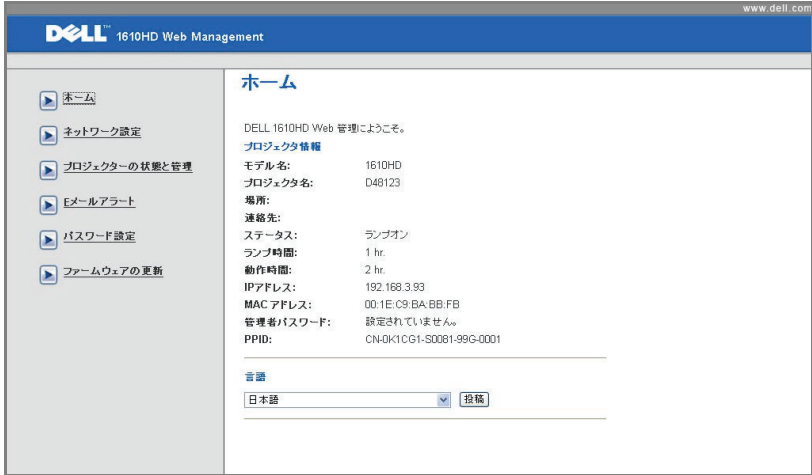 www.dell.com
DELL™ 1610HD Web Management
ホーム
ネットワーク設定
プロジェクターの状態と管理
Eメールアラート
パスワード設定
ファームウェアの更新
ホーム
DELL 1610HD Web 管理にようこそ。
プロジェクタ情報
モデル名: 1610HD
プロジェクタ名: D48123
場所:
連絡先:
ステータス: ランプオン
ランプ時間: 1 hr.
動作時間: 2 hr.
IPアドレス: 192.168.3.93
MAC アドレス: 00:1E:C9:BA:BB:FB
管理者パスワード: 設定されていません。
PPID: CN-0K1CG1-S0081-99G-0001
言語
日本語 投稿